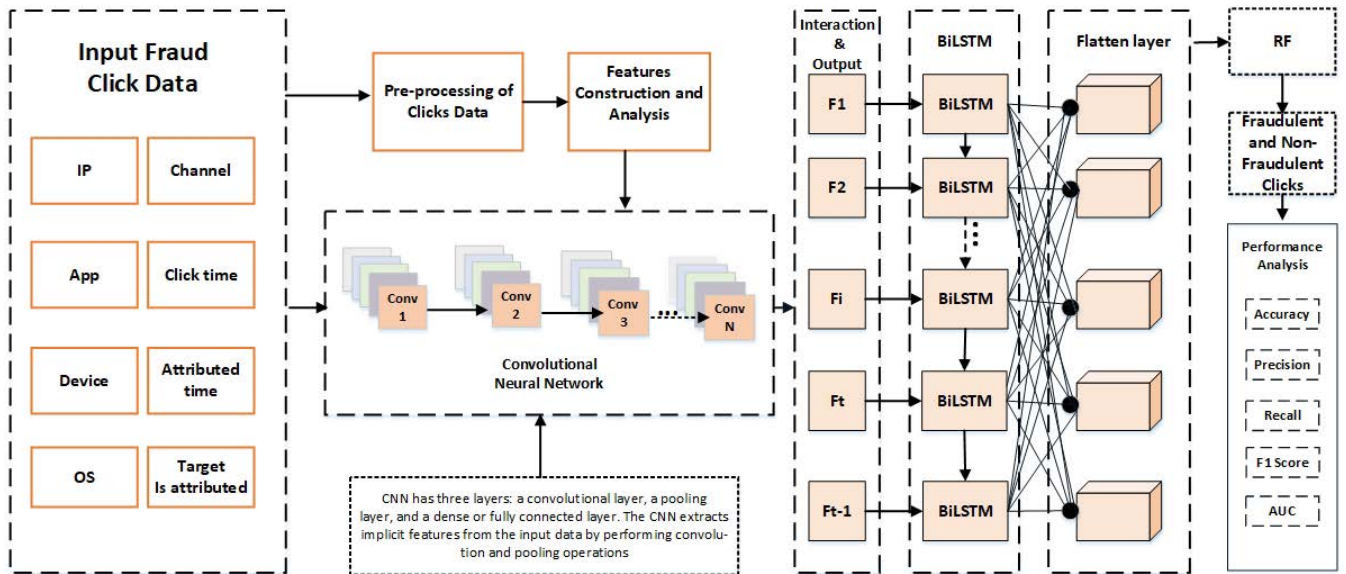 Input Fraud
Click Data
IP
Channel
App
Click time
Device
Attributed
time
OS
Target
Is attributed
Pre-processing of
Clicks Data
Features
Construction and
Analysis
Conv
1
Conv
2
Conv
3
...
Conv
N
Convolutional
Neural Network
CNN has three layers: a convolutional layer, a pooling
layer, and a dense or fully connected layer. The CNN extracts
implicit features from the input data by performing convolu-
tion and pooling operations
Interaction
&
Output
F1
F2
Fi
Ft
Ft-1
BiLSTM
BiLSTM
BiLSTM
...
BiLSTM
BiLSTM
BiLSTM
Flatten layer
RF
Fraudulent
and Non-
Fraudulent
Clicks
Performance
Analysis
Accuracy
Precision
Recall
F1 Score
AUC